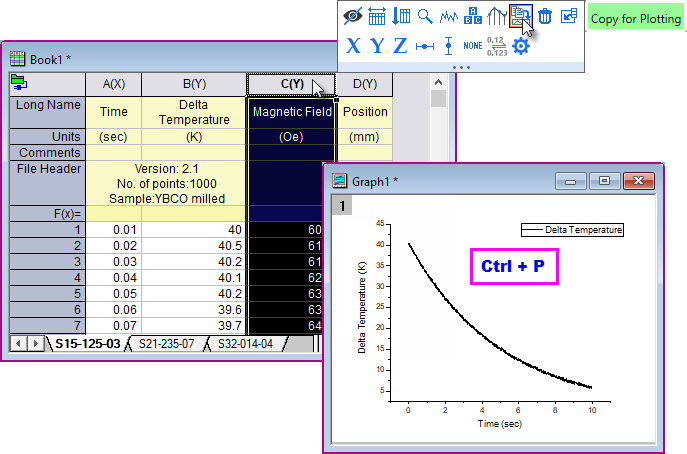 Copy for Plotting
X Y Z NONE 0.12 0.123
Book1 *
A(X) B(Y) C(Y) D(Y)
Long Name Time Delta Temperature Magnetic Field Position
Units (sec) (K) (Oe) (mm)
Comments
File Header Version: 2.1
No. of points:1000
Sample:YBCO milled
F(x)=
1 0.01 40 60
2 0.02 40.5 61
3 0.03 40.2 61
4 0.04 40.1 62
5 0.05 40.2 63
6 0.06 39.6 63
7 0.07 39.7 64
S15-125-03 S21-235-07 S32-014-04
Graph1 *
1
Delta Temperature
Ctrl + P
Delta Temperature (K)
45
40
35
30
25
20
15
10
5
0 2 4 6 8 10
Time (sec)